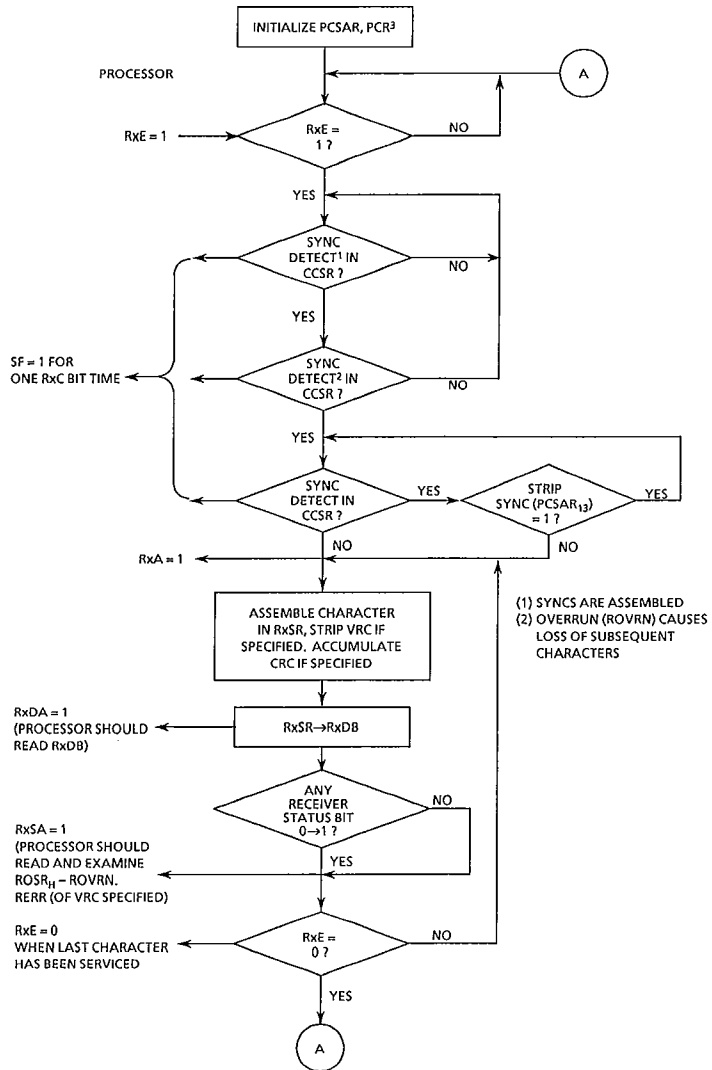 INITIALIZE PCSAR, PCR³
PROCESSOR
A
RxE = 1
RxE =
1 ?
NO
YES
SYNC
DETECT¹ IN
CCSR ?
NO
YES
SF = 1 FOR
ONE RxC BIT TIME
SYNC
DETECT² IN
CCSR ?
NO
YES
SYNC
DETECT IN
CCSR ?
YES
STRIP
SYNC (PCSAR₁₃)
= 1 ?
YES
NO
NO
RxA = 1
ASSEMBLE CHARACTER
IN RxSR, STRIP VRC IF
SPECIFIED. ACCUMULATE
CRC IF SPECIFIED
(1) SYNCS ARE ASSEMBLED
(2) OVERRUN (ROVRN) CAUSES
LOSS OF SUBSEQUENT
CHARACTERS
RxDA = 1
(PROCESSOR SHOULD
READ RxDB)
RxSR→RxDB
ANY
RECEIVER
STATUS BIT
0→1 ?
NO
YES
RxSA = 1
(PROCESSOR SHOULD
READ AND EXAMINE
ROSR_H – ROVRN.
RERR (OF VRC SPECIFIED)
RxE = 0
WHEN LAST CHARACTER
HAS BEEN SERVICED
RxE =
0 ?
NO
YES
A